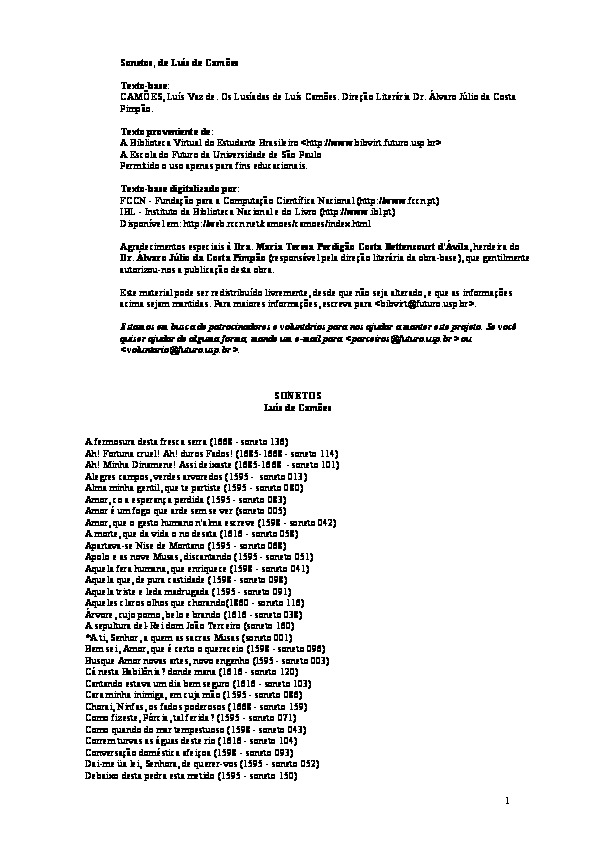 Sonetos, de Luís de Camões
Texto-base:
CAMÕES, Luís Vaz de. Os Lusíadas de Luís Camões. Direção Literária Dr. Álvaro Júlio da Costa
Pimpão.
Texto proveniente de:
A Biblioteca Virtual do Estudante Brasileiro <http://www.bibvirt.futuro.usp.br>
A Escola do Futuro da Universidade de São Paulo
Permitido o uso apenas para fins educacionais.
Texto-base digitalizado por:
FCCN - Fundação para a Computação Científica Nacional (http://www.fccn.pt)
IBL - Instituto da Biblioteca Nacional e do Livro (http://www.ibl.pt)
Disponível em: http://web.rccn.net/camoes/camoes/index.html
Agradecimentos especiais à Dra. Maria Teresa Perdigão Costa Bettencourt d'Ávila, herdeira do
Dr. Álvaro Júlio da Costa Pimpão (responsável pela direção literária da obra-base), que gentilmente
autorizou-nos a publicação desta obra.
Este material pode ser redistribuído livremente, desde que não seja alterado, e que as informações
acima sejam mantidas. Para maiores informações, escreva para <bibvirt@futuro.usp.br>.
Estamos em busca de patrocinadores e voluntários para nos ajudar a manter este projeto. Se você
quiser ajudar de alguma forma, mande um e-mail para <parceiros@futuro.usp.br> ou
<voluntario@futuro.usp.br>.
SONETOS
Luís de Camões
A fermosura desta fresca serra (1668 - soneto 136)
Ah! Fortuna cruel! Ah! duros Fados! (1685-1668 - soneto 114)
Ah! Minha Dinamene! Assi deixaste (1685-1668 - soneto 101)
Alegres campos, verdes arvoredos (1595 - soneto 013)
Alma minha gentil, que te partiste (1595 - soneto 080)
Amor, co a esperança perdida (1595 - soneto 083)
Amor é um fogo que arde sem se ver (soneto 005)
Amor, que o gesto humano n'alma escreve (1598 - soneto 042)
A morte, que da vida o nó desata (1616 - soneto 058)
Apartava-se Nise de Montano (1595 - soneto 068)
Apolo e as nove Musas, discantando (1595 - soneto 051)
Aquela fera humana, que enriquece (1598 - soneto 041)
Aquela que, de pura castidade (1598 - soneto 098)
Aquela triste e leda madrugada (1595 - soneto 091)
Aqueles claros olhos que chorando(1860 - soneto 116)
Árvore, cujo pomo, belo e brando (1616 - soneto 038)
A sepultura del-Rei dom João Terceiro (soneto 160)
*A ti, Senhor, a quem as sacras Musas (soneto 001)
Bem sei, Amor, que é certo o quereceio (1598 - soneto 096)
Busque Amor novas artes, novo engenho (1595 - soneto 003)
Cá nesta Babilônia? donde mana (1616 - soneto 120)
Cantando estava um dia bem seguro (1616 - soneto 103)
Cara minha inimiga, em cuja mão (1595 - soneto 086)
Chorai, Ninfas, os fados poderosos (1668 - soneto 159)
Como fizeste, Pórcia, tal ferida? (1595 - soneto 071)
Como quando do mar tempestuoso (1598 - soneto 043)
Correm turvas as águas deste rio (1616 - soneto 104)
Conversação doméstica afeiçoa (1598 - soneto 093)
Dai-me ũa lei, Senhora, de querer-vos (1595 - soneto 052)
Debaixo desta pedra esta metido (1595 - soneto 150)
1